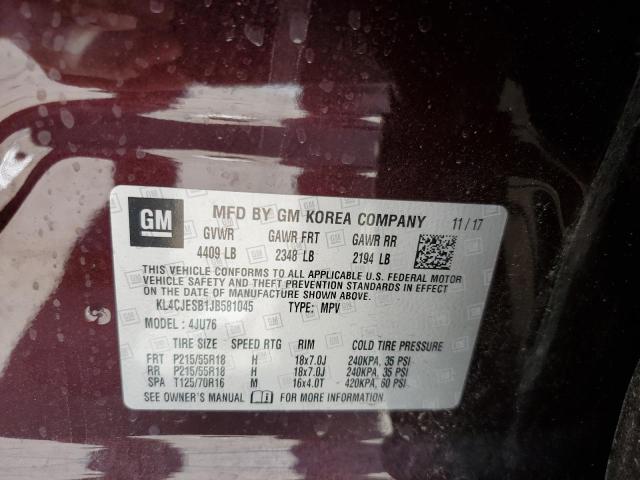 GM MFD BY GM KOREA COMPANY 11/17
GVWR GAWR FRT GAWR RR
4409 LB 2348 LB 2194 LB
THIS VEHICLE CONFORMS TO ALL APPLICABLE U.S. FEDERAL MOTOR
VEHICLE SAFETY, BUMPER, AND THEFT PREVENTION STANDARDS
IN EFFECT ON THE DATE OF MANUFACTURE SHOWN ABOVE.
KL4CJESB1JB581045 TYPE: MPV
MODEL : 4JU76
TIRE SIZE SPEED RTG RIM COLD TIRE PRESSURE
FRT P215/55R18 H 18x7.0J 240KPA, 35 PSI
RR P215/55R18 H 18x7.0J 240KPA, 35 PSI
SPA T125/70R16 M 16x4.0T 420KPA, 60 PSI
SEE OWNER'S MANUAL FOR MORE INFORMATION